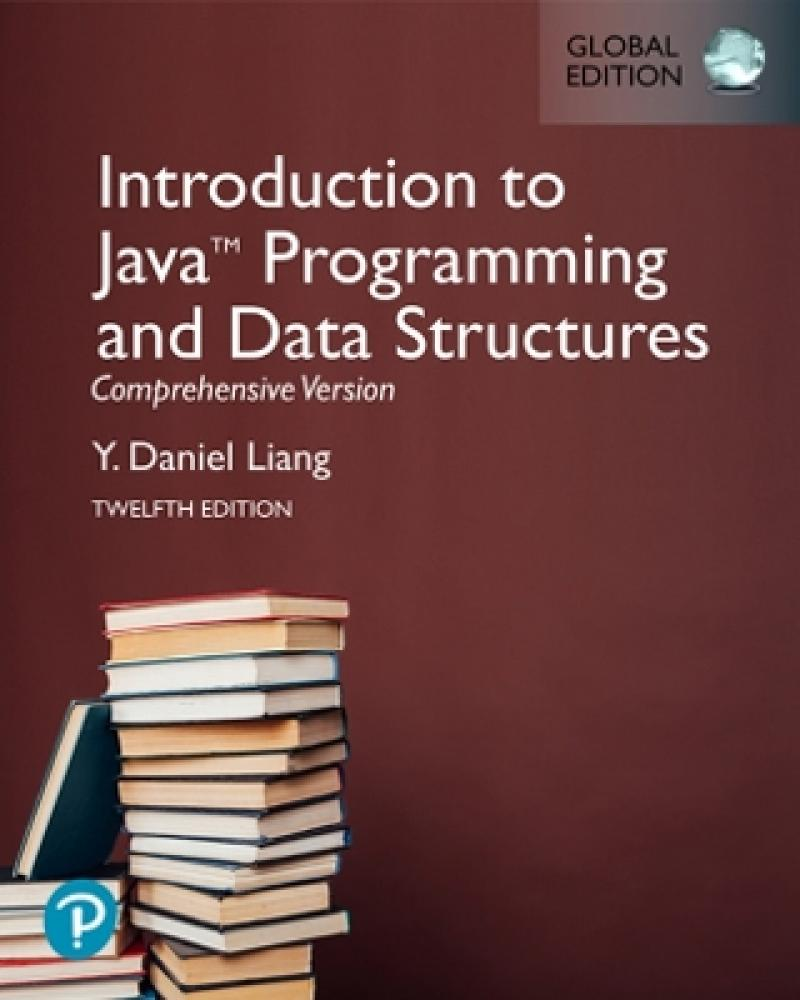 GLOBAL
EDITION
Introduction to
Java™ Programming
and Data Structures
Comprehensive Version
Y. Daniel Liang
TWELFTH EDITION
P